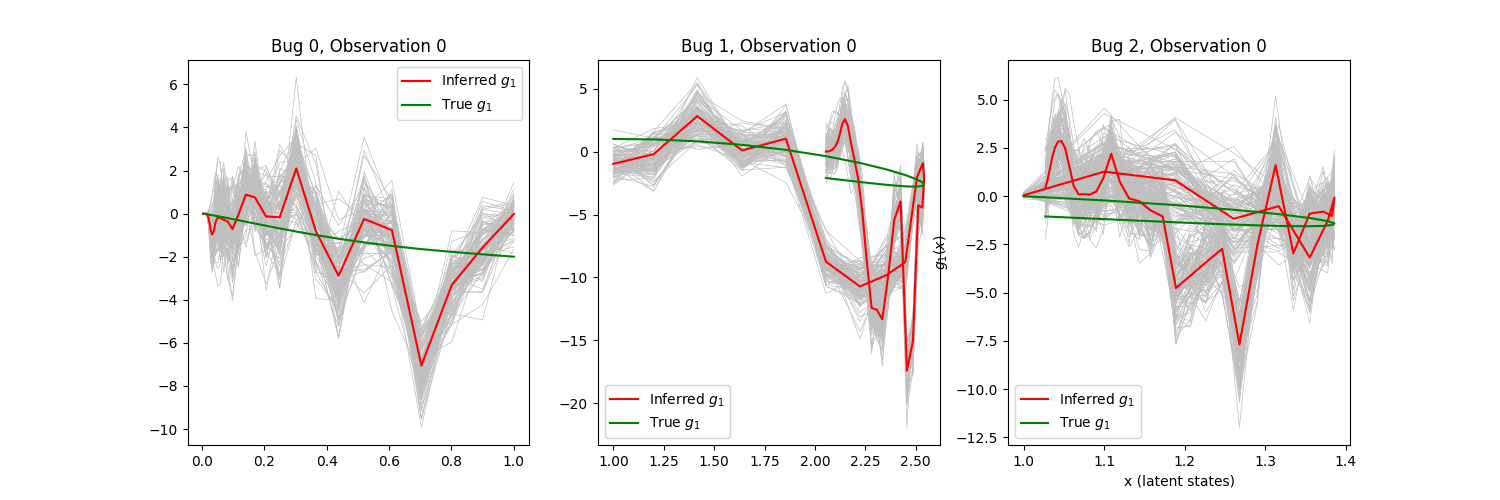 Bug 0, Observation 0
Inferred g₁
True g₁
6
4
2
0
−2
−4
−6
−8
−10
0.0 0.2 0.4 0.6 0.8 1.0
Bug 1, Observation 0
5
0
−5
−10
−15
−20
Inferred g₁
True g₁
1.00 1.25 1.50 1.75 2.00 2.25 2.50
Bug 2, Observation 0
g₁(x)
5.0
2.5
0.0
−2.5
−5.0
−7.5
−10.0
−12.5
Inferred g₁
True g₁
1.0 1.1 1.2 1.3 1.4
x (latent states)